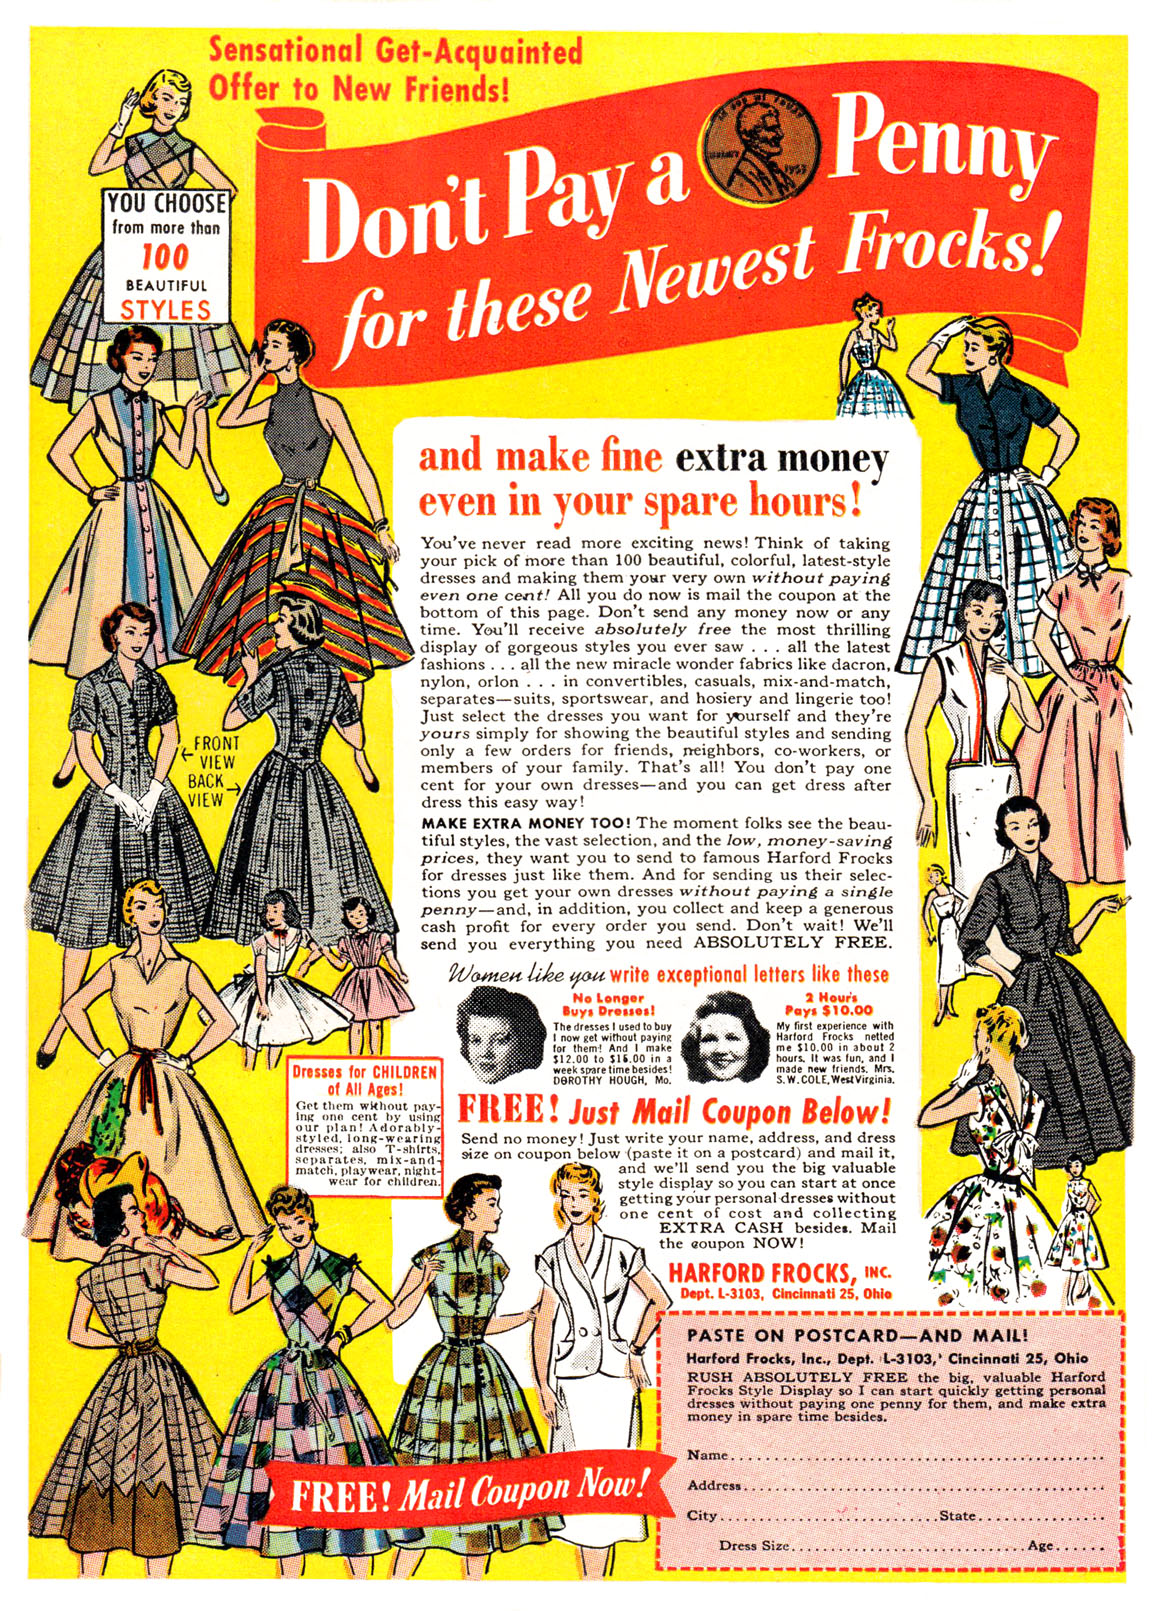 Sensational Get-Acquainted
Offer to New Friends!
Don't Pay a Penny
for these Newest Frocks!
IN GOD WE TRUST
LIBERTY
1953
YOU CHOOSE
from more than
100
BEAUTIFUL
STYLES
and make fine extra money
even in your spare hours!
You've never read more exciting news! Think of taking
your pick of more than 100 beautiful, colorful, latest-style
dresses and making them your very own without paying
even one cent! All you do now is mail the coupon at the
bottom of this page. Don't send any money now or any
time. You'll receive absolutely free the most thrilling
display of gorgeous styles you ever saw . . . all the latest
fashions . . . all the new miracle wonder fabrics like dacron,
nylon, orlon . . . in convertibles, casuals, mix-and-match,
separates—suits, sportswear, and hosiery and lingerie too!
Just select the dresses you want for yourself and they're
yours simply for showing the beautiful styles and sending
only a few orders for friends, neighbors, co-workers, or
members of your family. That's all! You don't pay one
cent for your own dresses—and you can get dress after
dress this easy way!
MAKE EXTRA MONEY TOO! The moment folks see the beau-
tiful styles, the vast selection, and the low, money-saving
prices, they want you to send to famous Harford Frocks
for dresses just like them. And for sending us their selec-
tions you get your own dresses without paying a single
penny—and, in addition, you collect and keep a generous
cash profit for every order you send. Don't wait! We'll
send you everything you need ABSOLUTELY FREE.
FRONT
VIEW
BACK
VIEW
Women like you write exceptional letters like these
No Longer
Buys Dresses!
The dresses I used to buy
I now get without paying
for them! And I make
$12.00 to $16.00 in a
week spare time besides!
DOROTHY HOUGH, Mo.
2 Hours
Pays $10.00
My first experience with
Harford Frocks netted
me $10.00 in about 2
hours. It was fun, and I
made new friends. Mrs.
S. W. COLE, West Virginia.
Dresses for CHILDREN
of All Ages!
Get them without pay-
ing one cent by using
our plan! Adorably-
styled, long-wearing
dresses; also T-shirts,
separates, mix-and-
match, playwear, night-
wear for children.
FREE! Just Mail Coupon Below!
Send no money! Just write your name, address, and dress
size on coupon below (paste it on a postcard) and mail it,
and we'll send you the big valuable
style display so you can start at once
getting your personal dresses without
one cent of cost and collecting
EXTRA CASH besides. Mail
the coupon NOW!
HARFORD FROCKS, INC.
Dept. L-3103, Cincinnati 25, Ohio
FREE! Mail Coupon Now!
PASTE ON POSTCARD—AND MAIL!
Harford Frocks, Inc., Dept. L-3103, Cincinnati 25, Ohio
RUSH ABSOLUTELY FREE the big, valuable Harford
Frocks Style Display so I can start quickly getting personal
dresses without paying one penny for them, and make extra
money in spare time besides.
Name
Address
City State
Dress Size Age